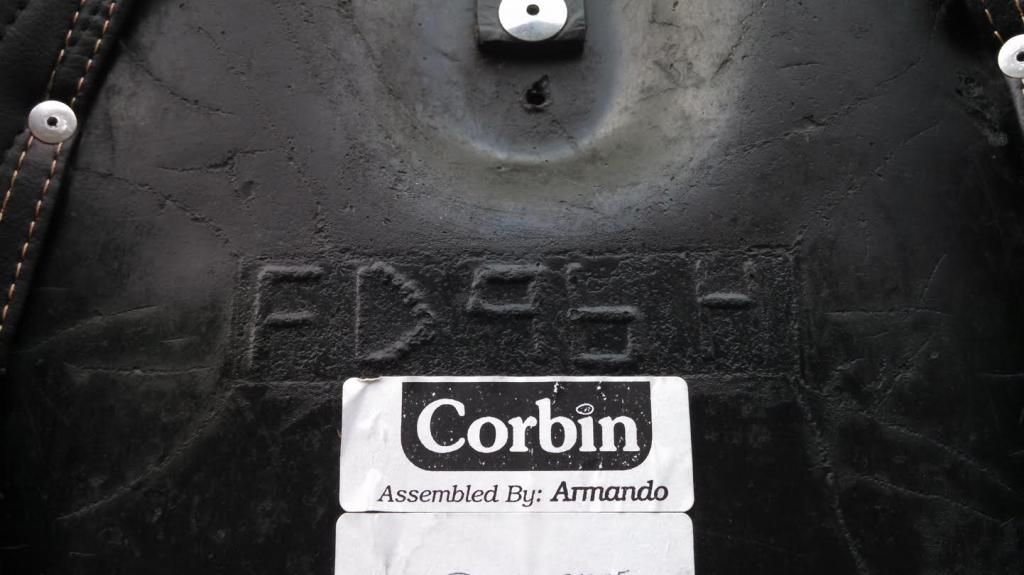 FD96 H
Corbin
Assembled By: Armando